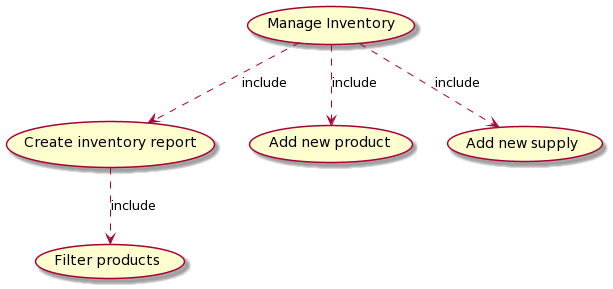 Manage Inventory
include
include
include
Create inventory report
Add new product
Add new supply
include
Filter products